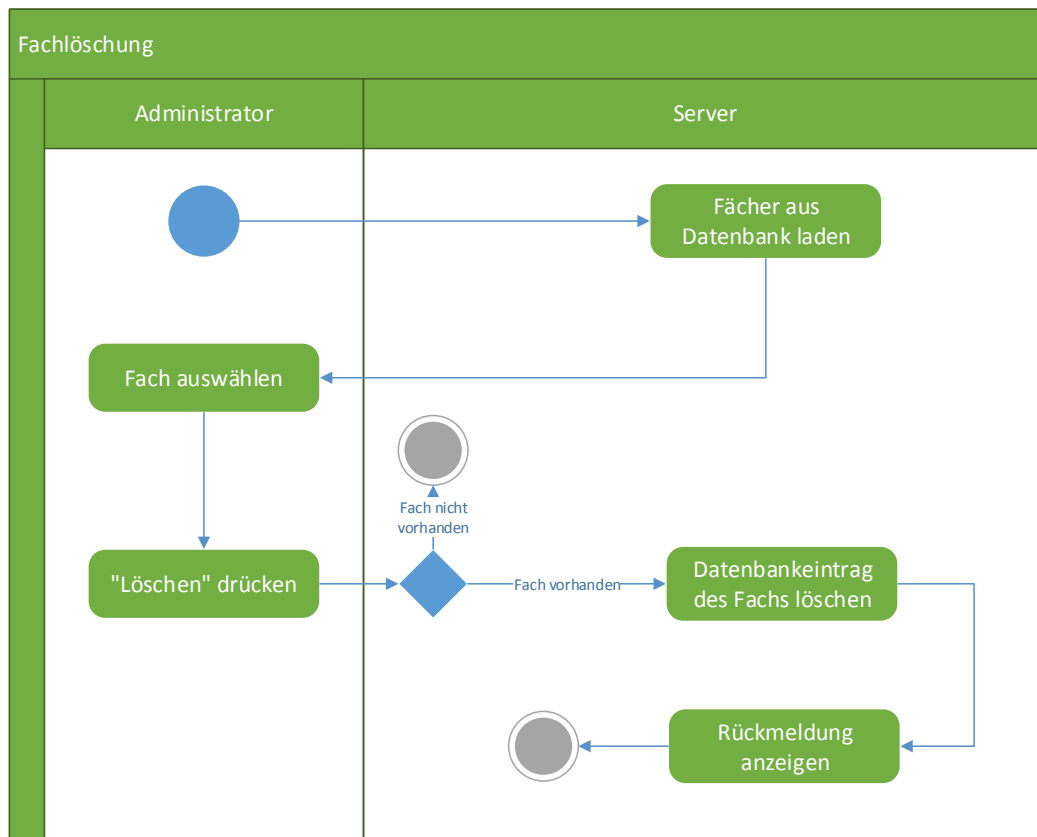 Fachlöschung
Administrator
Server
Fächer aus
Datenbank laden
Fach auswählen
Fach nicht
vorhanden
"Löschen" drücken
Fach vorhanden
Datenbankeintrag
des Fachs löschen
Rückmeldung
anzeigen